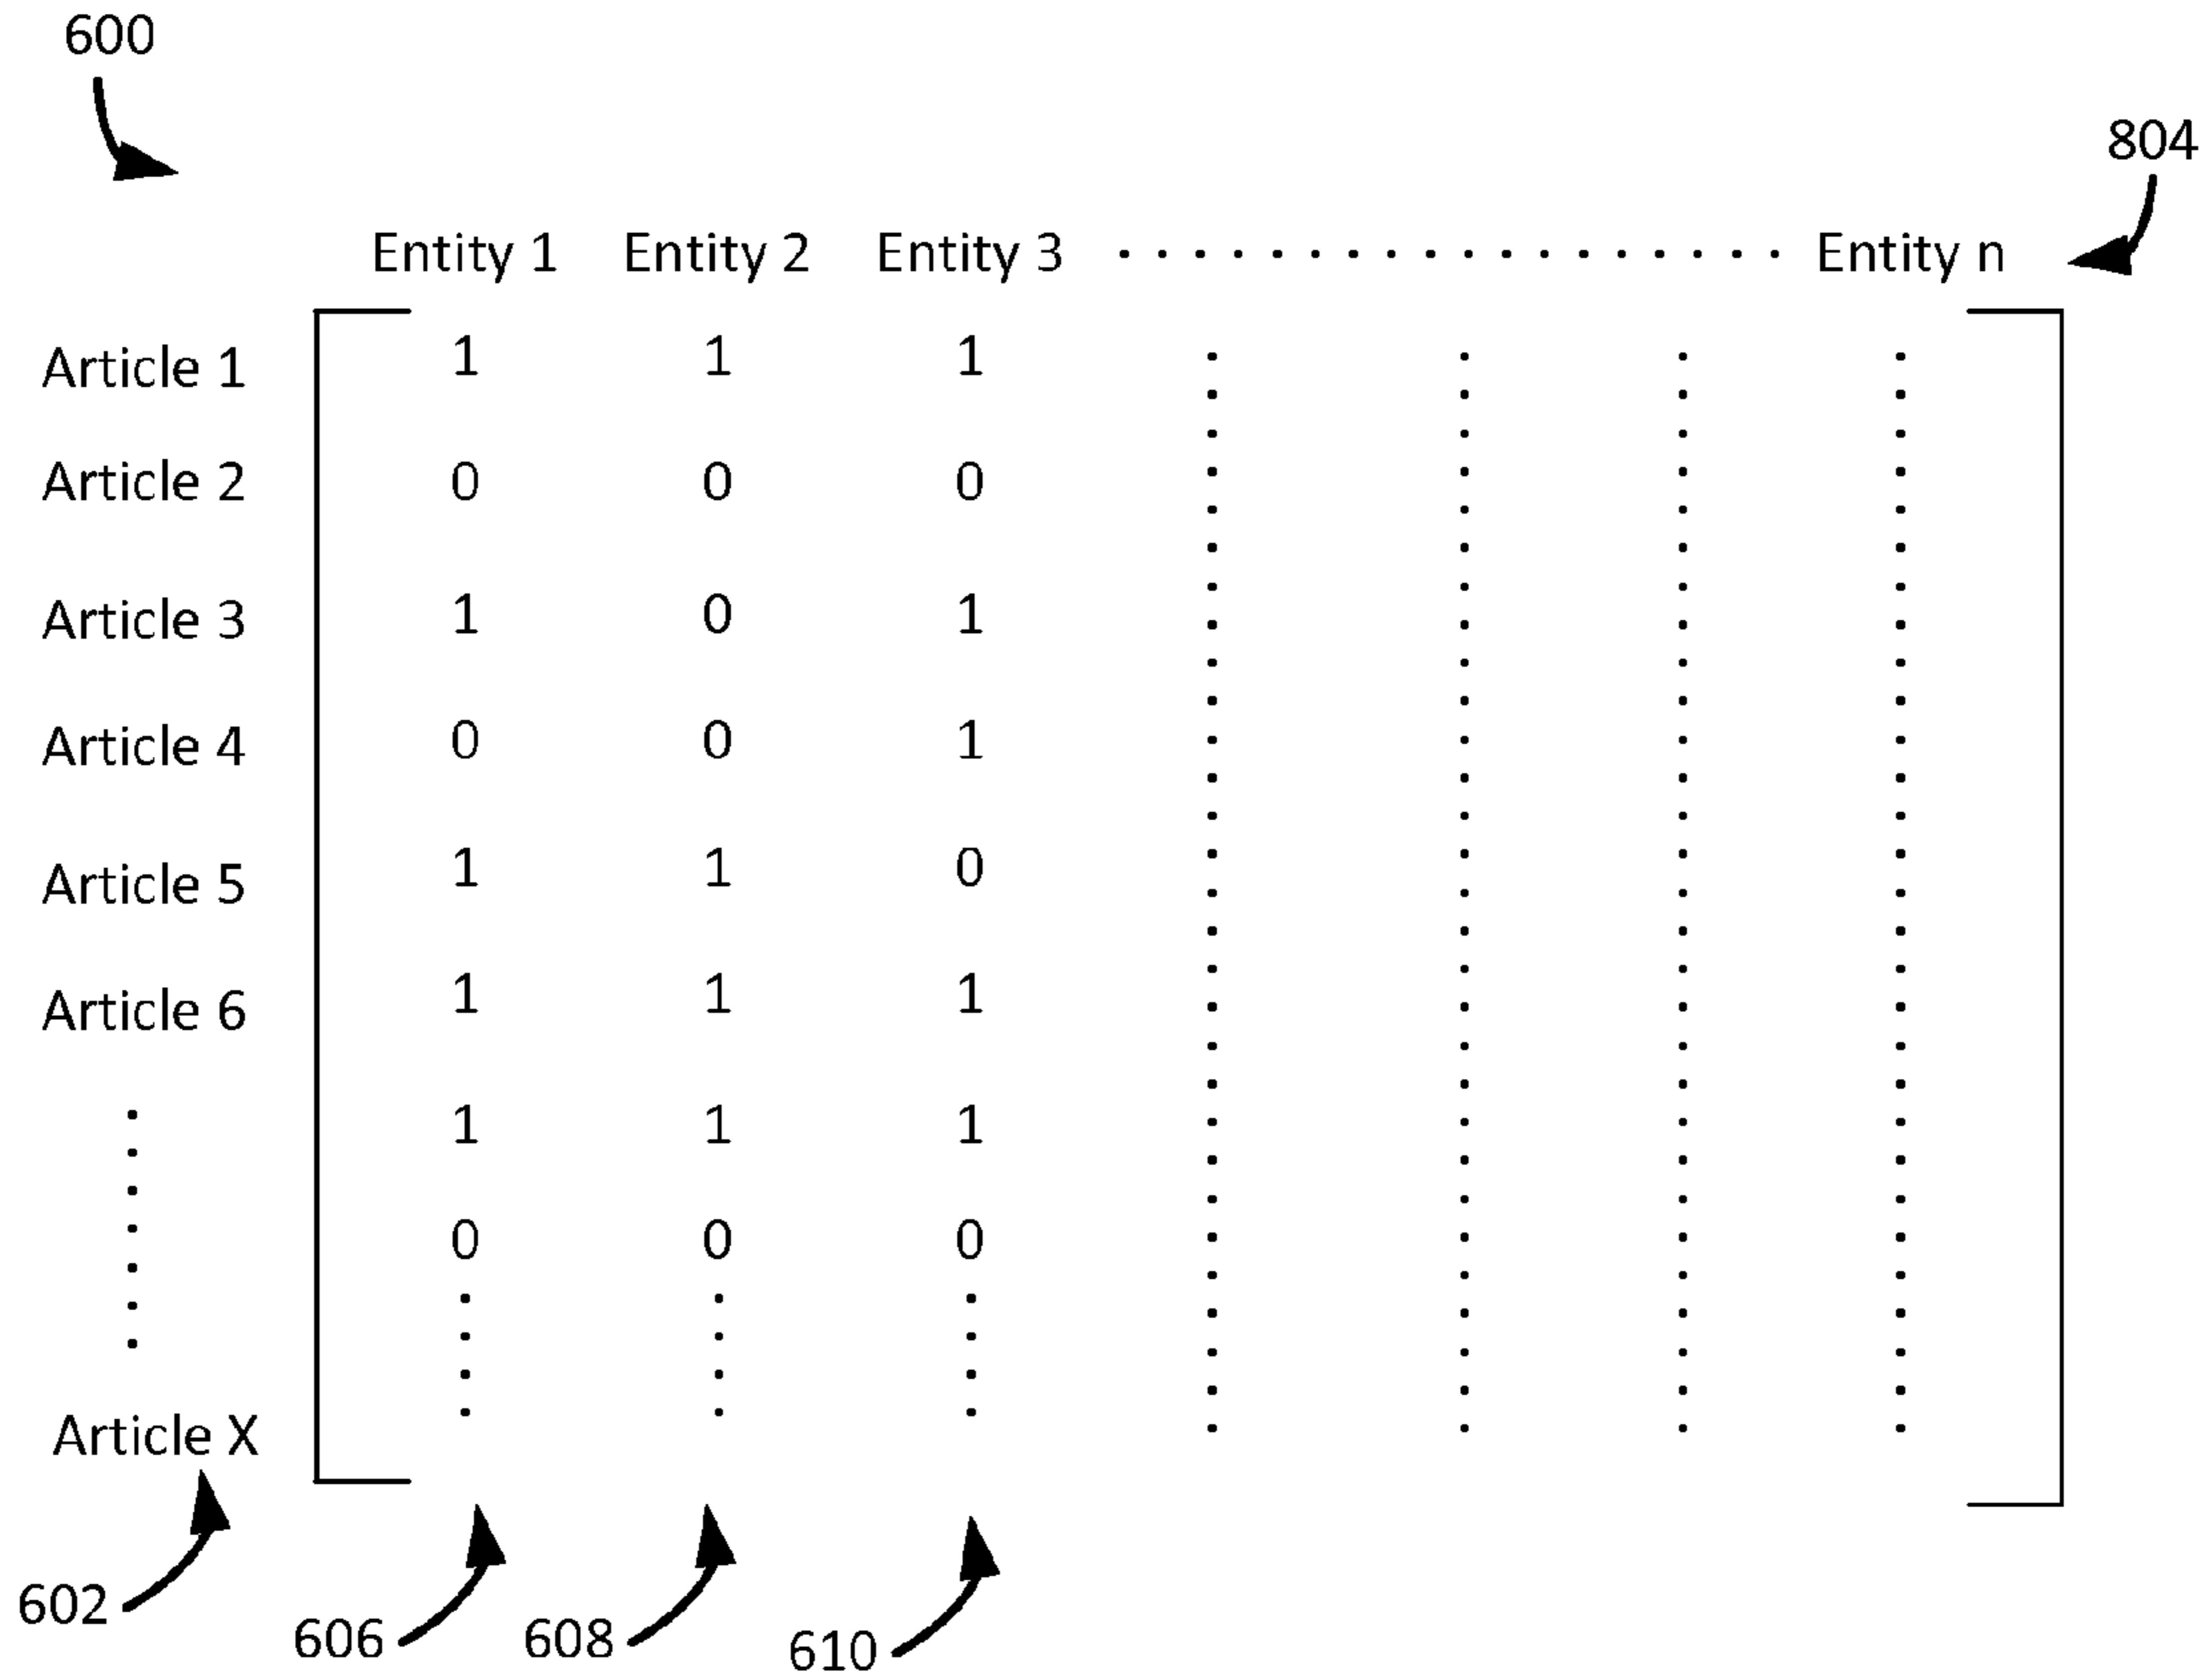 600
804
Entity 1 Entity 2 Entity 3 . . . . . . . . . . . . . . . . . . Entity n
Article 1 1 1 1
Article 2 0 0 0
Article 3 1 0 1
Article 4 0 0 1
Article 5 1 1 0
Article 6 1 1 1
1 1 1
0 0 0
Article X
602
606 608 610